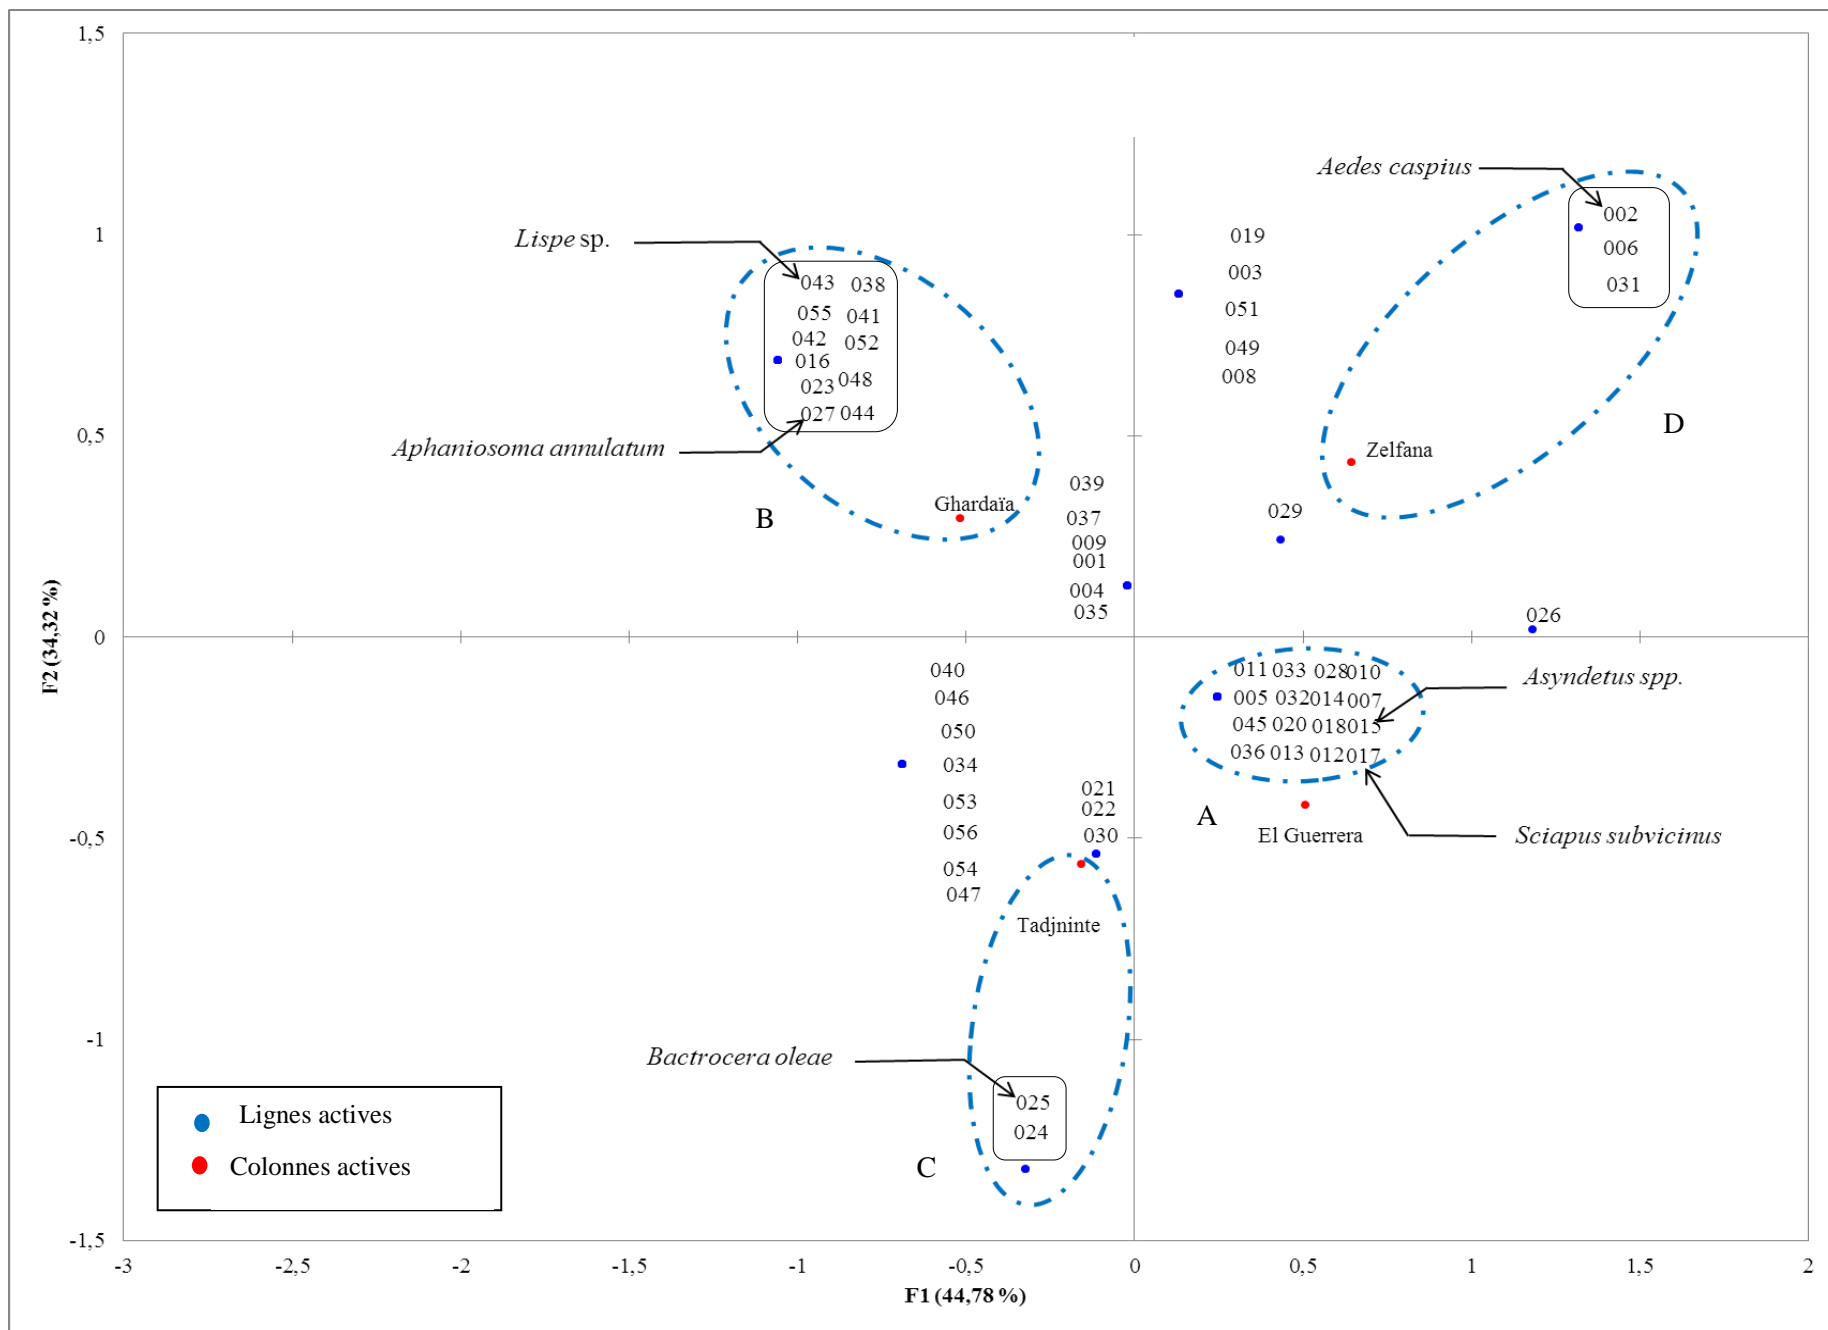 1,5
Aedes caspius
002
Lispe sp.
1
019
006
003
031
043 038
051
055 041
042 052
049
016
008
023 048
027 044
0,5
D
Aphaniosoma annulatum
Zelfana
039
Ghardaïa
029
B
037
009
001
004
035
026
0
F2 (34,32 %)
040
011 033 028 010
Asyndetus spp.
046
005 032 014 007
050
045 020 018 015
034
036 013 012 017
021
053
022
A
056
030
El Guerrera
Sciapus subvicinus
-0,5
054
047
Tadjninte
-1
Bactrocera oleae
025
Lignes actives
024
Colonnes actives
C
-1,5
-3 -2,5 -2 -1,5 -1 -0,5 0 0,5 1 1,5 2
F1 (44,78 %)